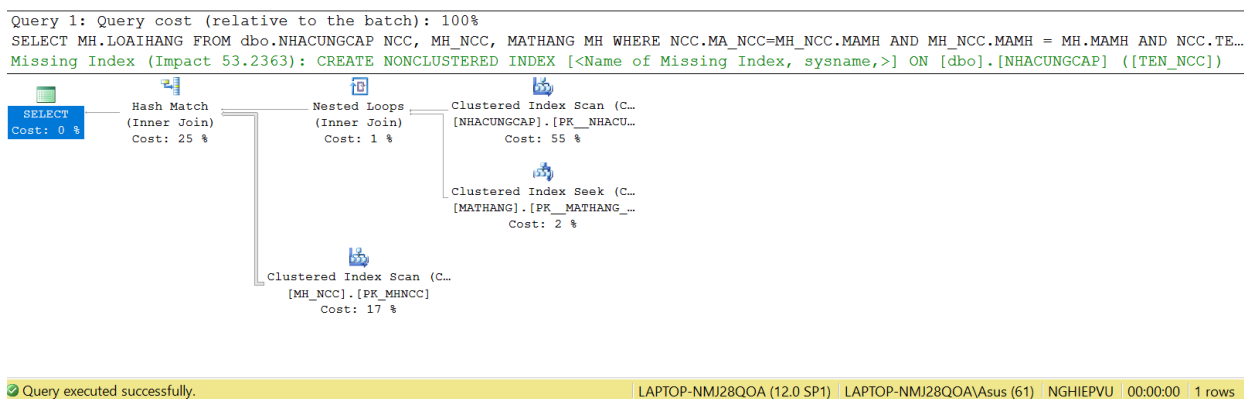 Query 1: Query cost (relative to the batch): 100%
SELECT MH.LOAIHANG FROM dbo.NHACUNGCAP NCC, MH_NCC, MATHANG MH WHERE NCC.MA_NCC=MH_NCC.MAMH AND MH_NCC.MAMH = MH.MAMH AND NCC.TE…
Missing Index (Impact 53.2363): CREATE NONCLUSTERED INDEX [<Name of Missing Index, sysname,>] ON [dbo].[NHACUNGCAP] ([TEN_NCC])
SELECT
Cost: 0 %
Hash Match
(Inner Join)
Cost: 25 %
Nested Loops
(Inner Join)
Cost: 1 %
Clustered Index Scan (C…
[NHACUNGCAP].[PK__NHACU…
Cost: 55 %
Clustered Index Seek (C…
[MATHANG].[PK__MATHANG_…
Cost: 2 %
Clustered Index Scan (C…
[MH_NCC].[PK_MHNCC]
Cost: 17 %
Query executed successfully.
LAPTOP-NMJ28QOA (12.0 SP1)
LAPTOP-NMJ28QOA\Asus (61)
NGHIEPVU
00:00:00
1 rows